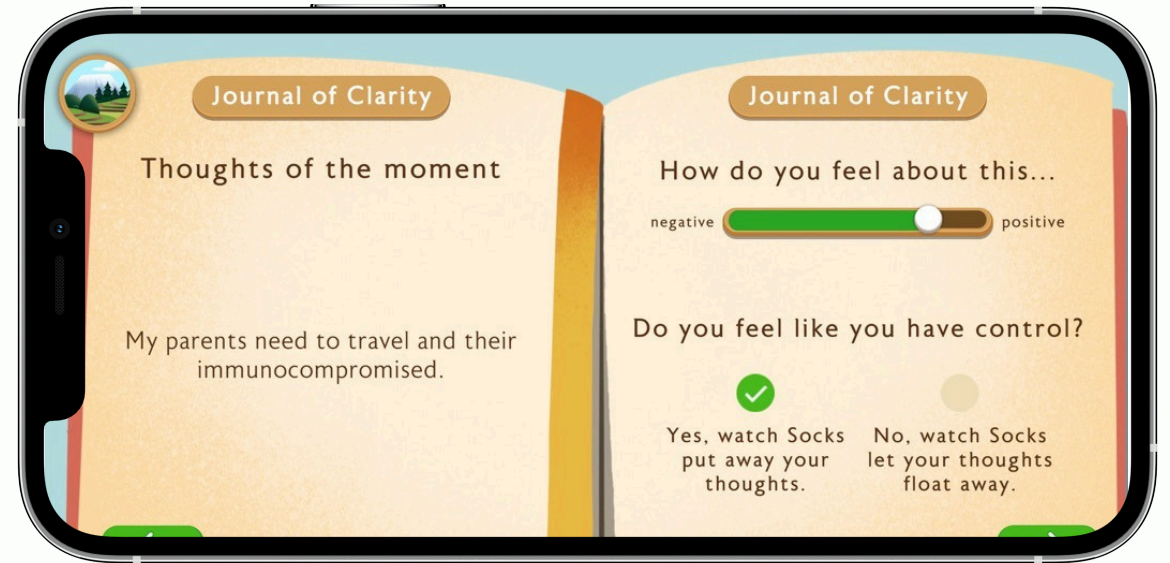 Journal of Clarity
Thoughts of the moment
My parents need to travel and their
immunocompromised.
Journal of Clarity
How do you feel about this...
negative
positive
Do you feel like you have control?
Yes, watch Socks
put away your
thoughts.
No, watch Socks
let your thoughts
float away.